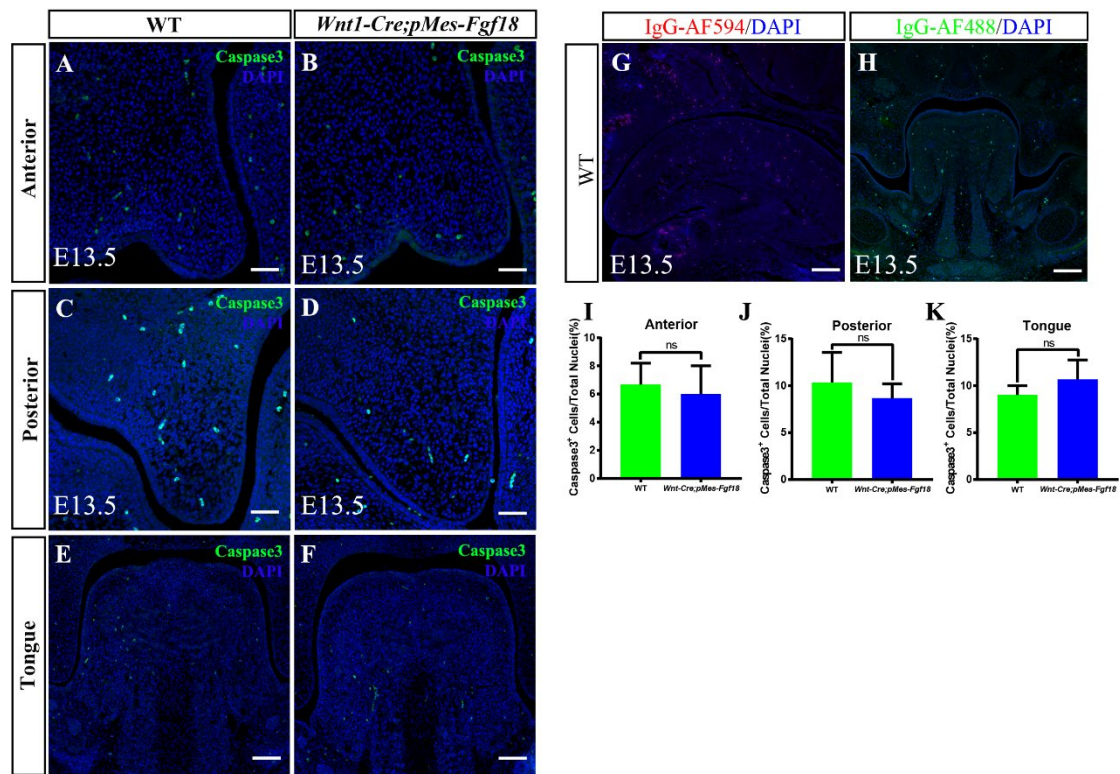 WT
Wnt1-Cre;pMes-Fgf18
Anterior
A
Caspase3
DAPI
E13.5
B
Caspase3
DAPI
E13.5
Posterior
C
Caspase3
DAPI
E13.5
D
Caspase3
DAPI
E13.5
Tongue
E
Caspase3
DAPI
F
Caspase3
DAPI
IgG-AF594/DAPI
IgG-AF488/DAPI
WT
G
E13.5
H
E13.5
I
Anterior
Caspase3⁺ Cells/Total Nuclei(%)
10
8
6
4
2
0
ns
WT
Wnt-Cre;pMes-Fgf18
J
Posterior
Caspase3⁺ Cells/Total Nuclei(%)
15
10
5
0
ns
WT
Wnt-Cre;pMes-Fgf18
K
Tongue
Caspase3⁺ Cells/Total Nuclei(%)
15
10
5
0
ns
WT
Wnt-Cre;pMes-Fgf18